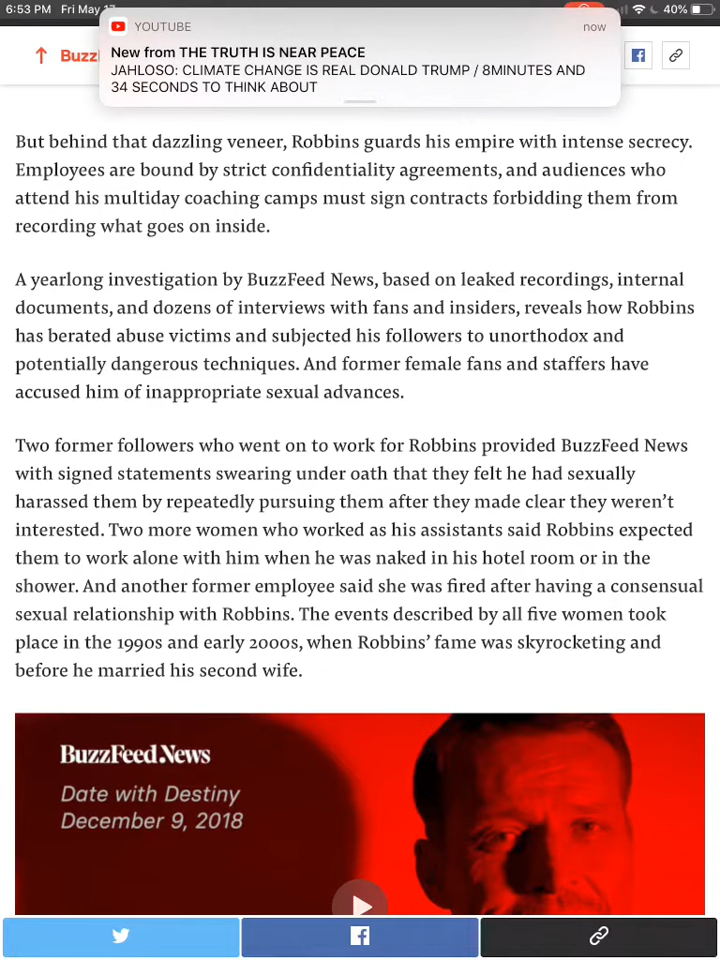 6:53 PM Fri May 17
40%
YOUTUBE
now
New from THE TRUTH IS NEAR PEACE
JAHLOSO: CLIMATE CHANGE IS REAL DONALD TRUMP / 8MINUTES AND
34 SECONDS TO THINK ABOUT
But behind that dazzling veneer, Robbins guards his empire with intense secrecy.
Employees are bound by strict confidentiality agreements, and audiences who
attend his multiday coaching camps must sign contracts forbidding them from
recording what goes on inside.
A yearlong investigation by BuzzFeed News, based on leaked recordings, internal
documents, and dozens of interviews with fans and insiders, reveals how Robbins
has berated abuse victims and subjected his followers to unorthodox and
potentially dangerous techniques. And former female fans and staffers have
accused him of inappropriate sexual advances.
Two former followers who went on to work for Robbins provided BuzzFeed News
with signed statements swearing under oath that they felt he had sexually
harassed them by repeatedly pursuing them after they made clear they weren’t
interested. Two more women who worked as his assistants said Robbins expected
them to work alone with him when he was naked in his hotel room or in the
shower. And another former employee said she was fired after having a consensual
sexual relationship with Robbins. The events described by all five women took
place in the 1990s and early 2000s, when Robbins’ fame was skyrocketing and
before he married his second wife.
BuzzFeed.News
Date with Destiny
December 9, 2018